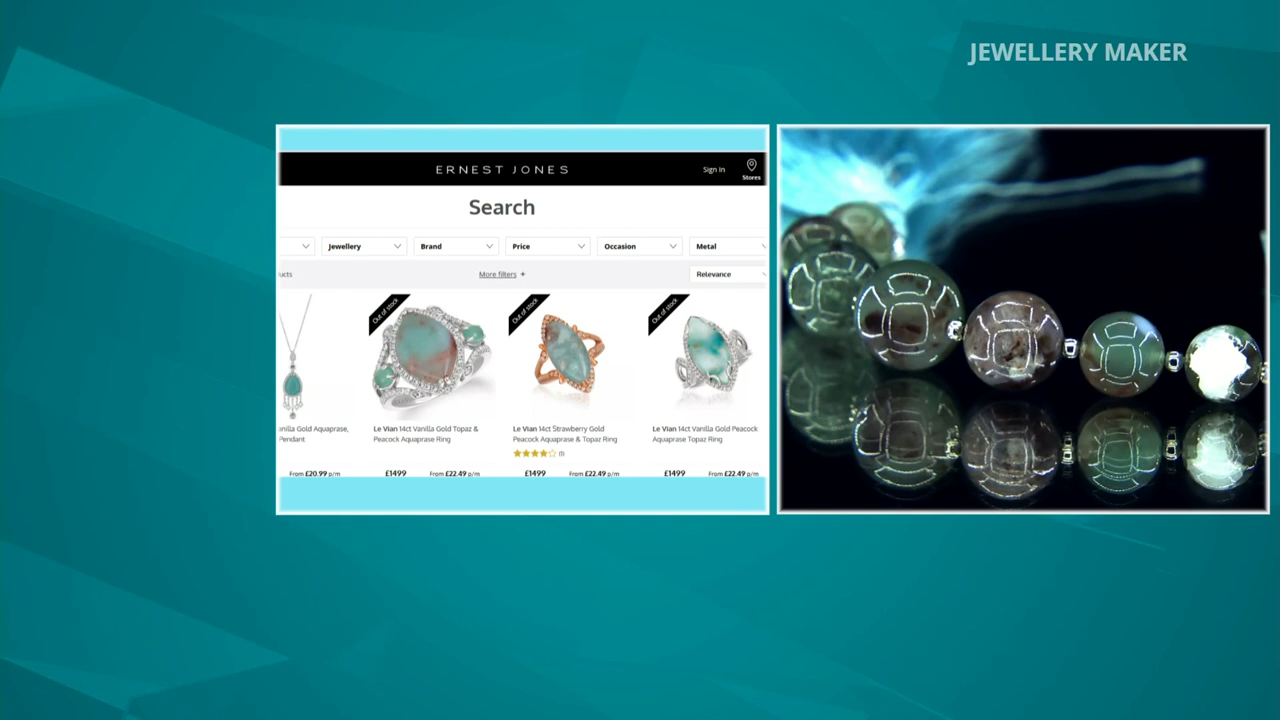 JEWELLERY MAKER
ERNEST JONES
Sign In
Stores
Search
Jewellery
Brand
Price
Occasion
Metal
ucts
More filters +
Relevance
Out of stock
Out of stock
Out of stock
anilla Gold Aquaprase,
Pendant
From £20.99 p/m
Le Vian 14ct Vanilla Gold Topaz &
Peacock Aquaprase Ring
£1499 From £22.49 p/m
Le Vian 14ct Strawberry Gold
Peacock Aquaprase & Topaz Ring
(1)
£1499 From £22.49 p/m
Le Vian 14ct Vanilla Gold Peacock
Aquaprase Topaz Ring
£1499 From £22.49 p/m